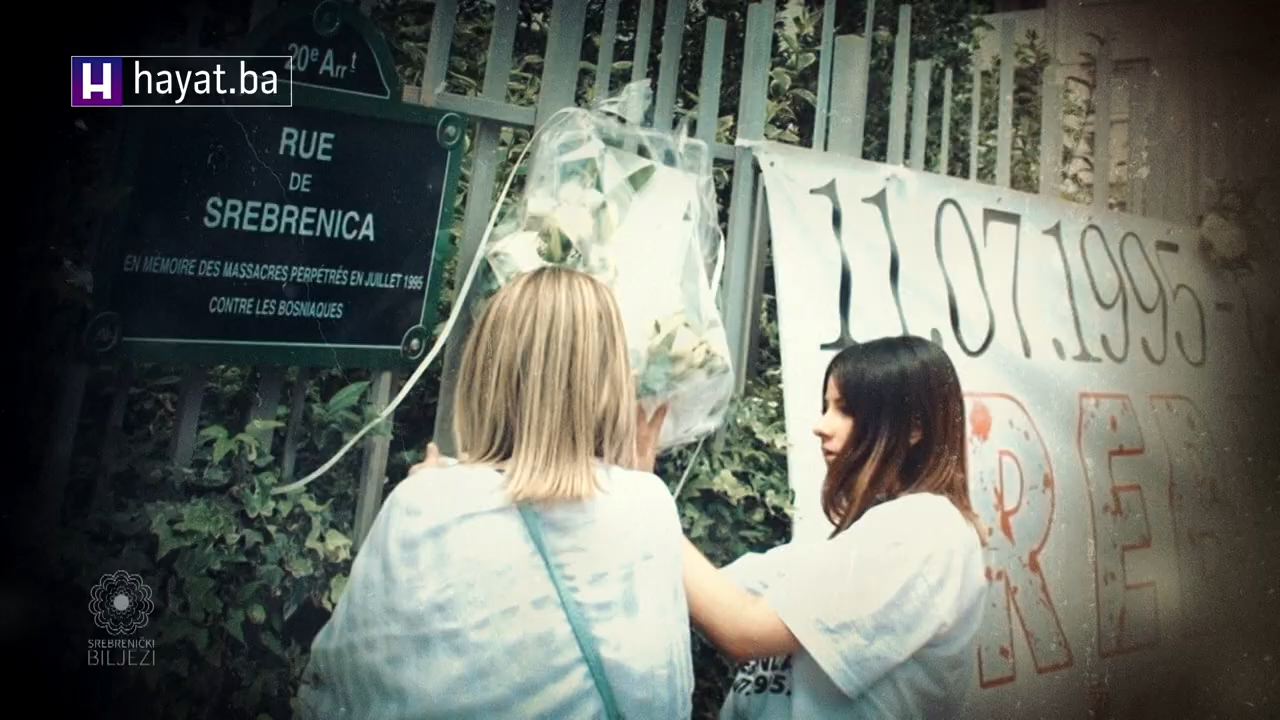 hayat.ba
20e Arrt
RUE
DE
SREBRENICA
EN MÉMOIRE DES MASSACRES PERPÉTRÉS EN JUILLET 1995
CONTRE LES BOSNIAQUES
11.07.1995-
RE
SREBRENIČKI
BILJEZI